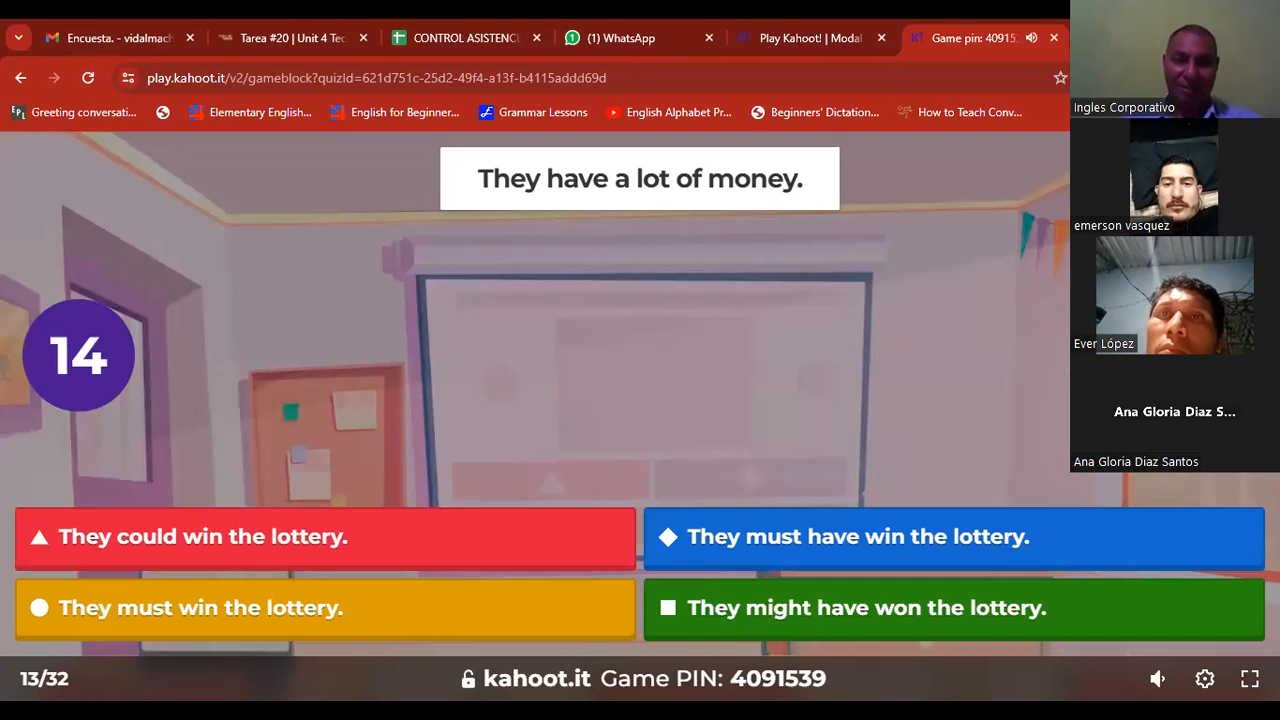 Encuesta. - vidalmach
Tarea #20 | Unit 4 Tec
CONTROL ASISTENCI
(1) WhatsApp
Play Kahoot! | Modal
Game pin: 40915
play.kahoot.it/v2/gameblock?quizId=621d751c-25d2-49f4-a13f-b4115addd69d
Greeting conversati...
Elementary English...
English for Beginner...
Grammar Lessons
English Alphabet Pr...
Beginners' Dictation...
How to Teach Conv...
Ingles Corporativo
They have a lot of money.
emerson vasquez
14
Ever López
Ana Gloria Diaz S...
Ana Gloria Diaz Santos
They could win the lottery.
They must have win the lottery.
They must win the lottery.
They might have won the lottery.
13/32
kahoot.it Game PIN: 4091539